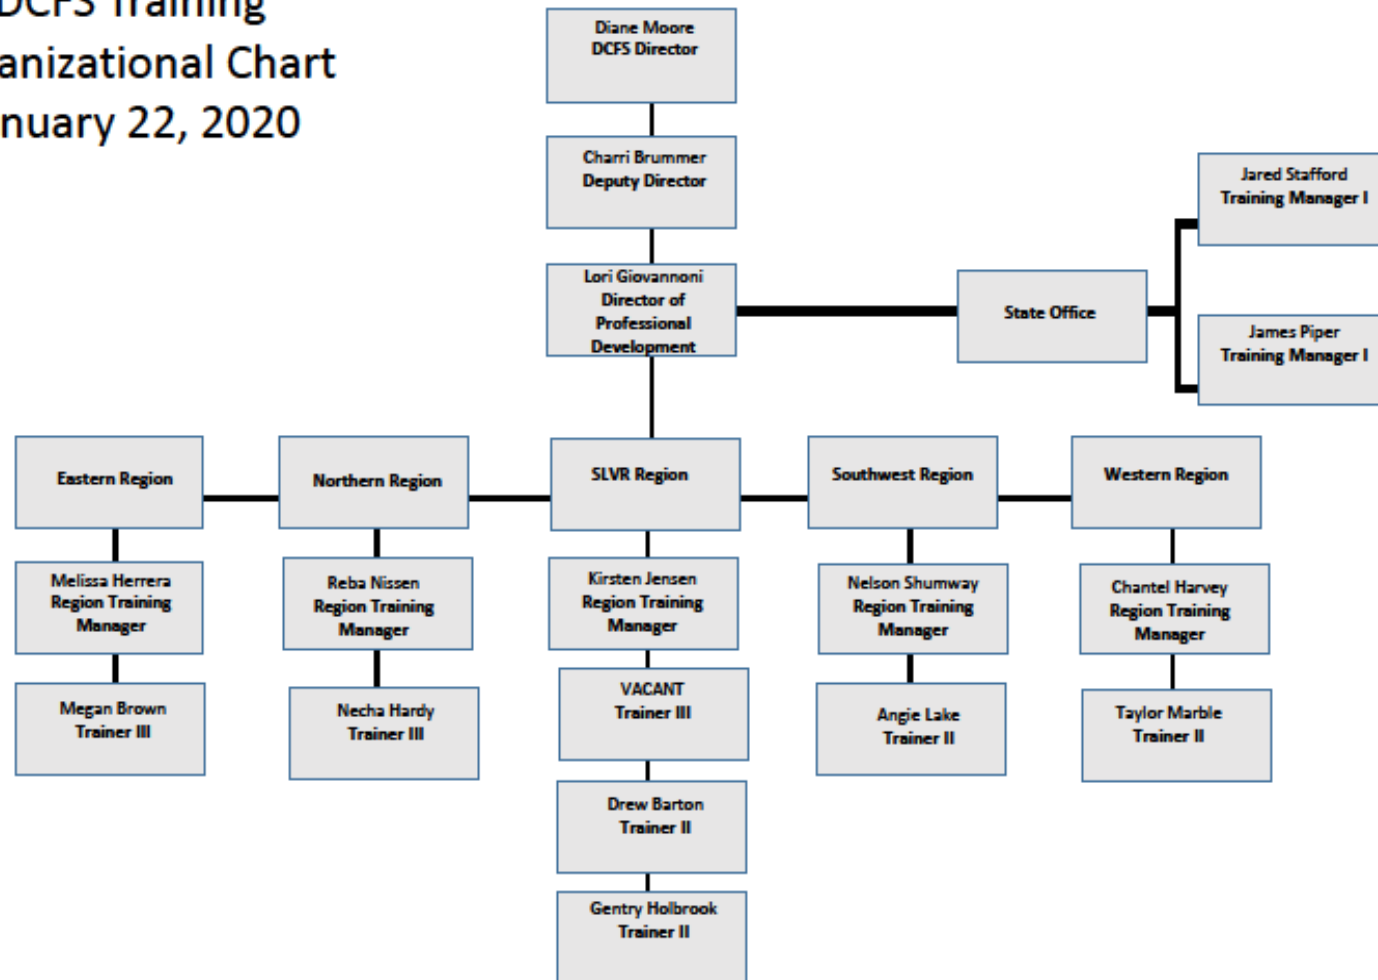 DCFS Training
anizational Chart
nuary 22, 2020
Diane Moore
DCFS Director
Charri Brummer
Deputy Director
Lori Giovannoni
Director of
Professional
Development
State Office
Jared Stafford
Training Manager I
James Piper
Training Manager I
Eastern Region
Northern Region
SLVR Region
Southwest Region
Western Region
Melissa Herrera
Region Training
Manager
Reba Nissen
Region Training
Manager
Kirsten Jensen
Region Training
Manager
Nelson Shumway
Region Training
Manager
Chantel Harvey
Region Training
Manager
Megan Brown
Trainer III
Necha Hardy
Trainer III
VACANT
Trainer III
Angie Lake
Trainer II
Taylor Marble
Trainer II
Drew Barton
Trainer II
Gentry Holbrook
Trainer II